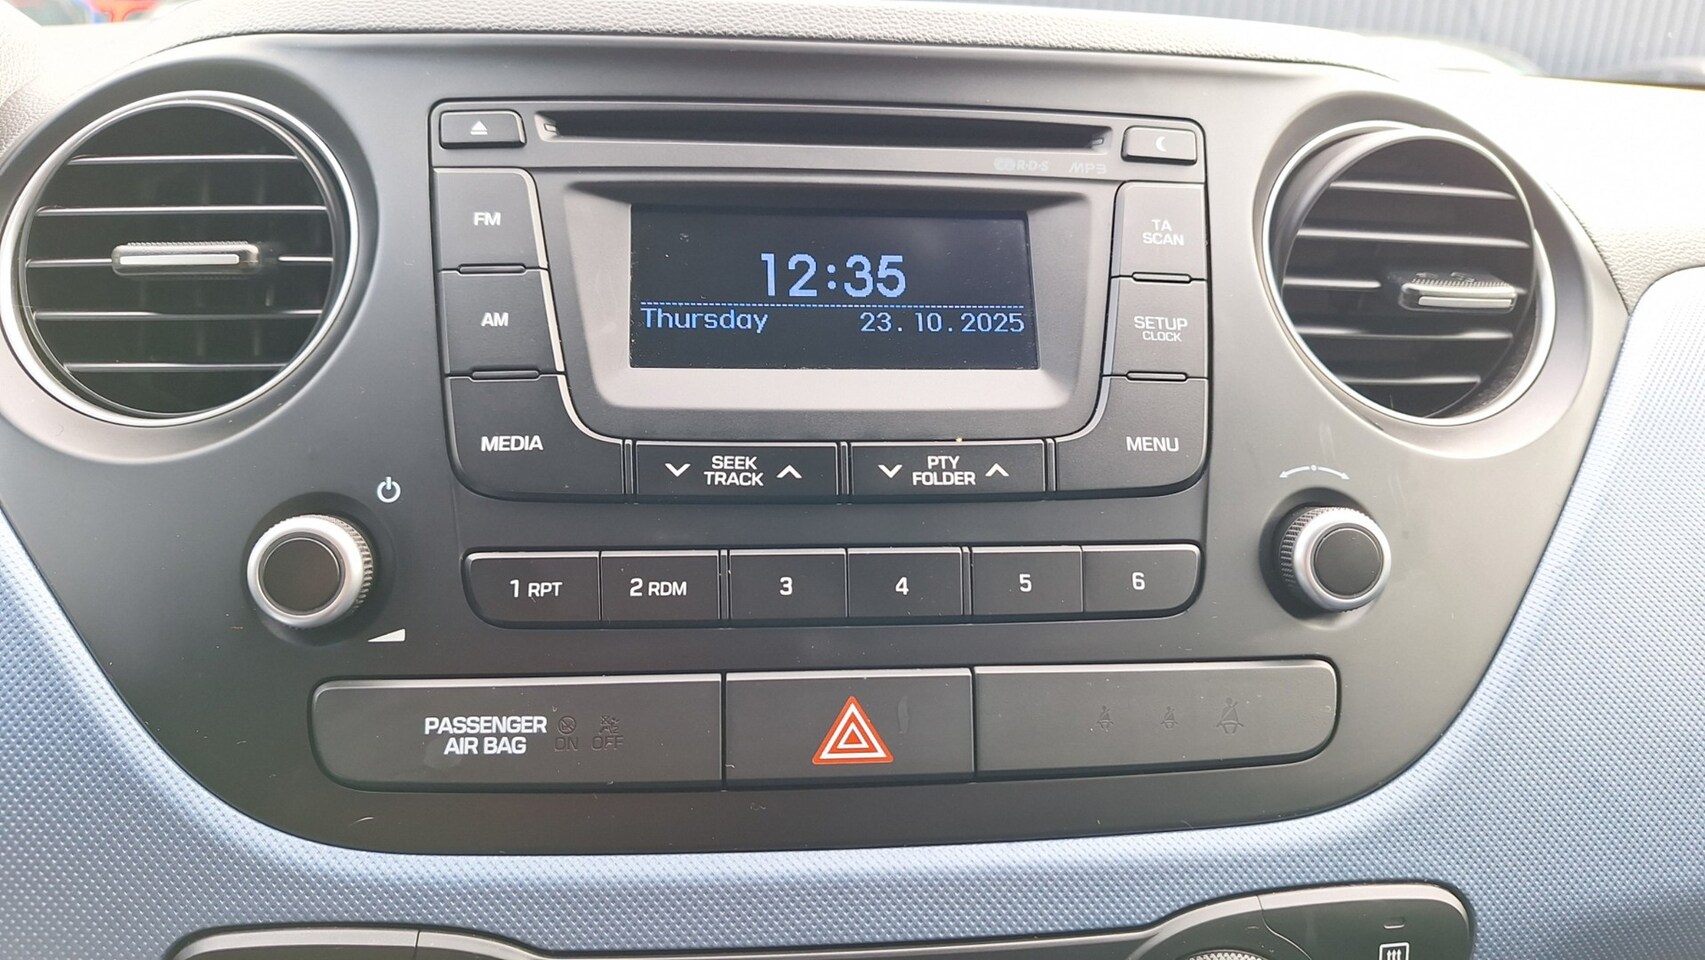 R·D·S MP3
FM
TA
SCAN
12:35
Thursday 23.10.2025
AM
SETUP
CLOCK
MEDIA
SEEK
TRACK
PTY
FOLDER
MENU
1 RPT
2 RDM
3
4
5
6
PASSENGER
AIR BAG ON OFF